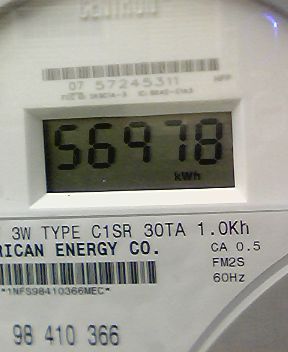 CENTRON
07 57245311
56978
kWh
3W TYPE C1SR 30TA 1.0Kh
RICAN ENERGY CO.
CA 0.5
FM2S
60Hz
*1NFS98410366MEC*
98 410 366